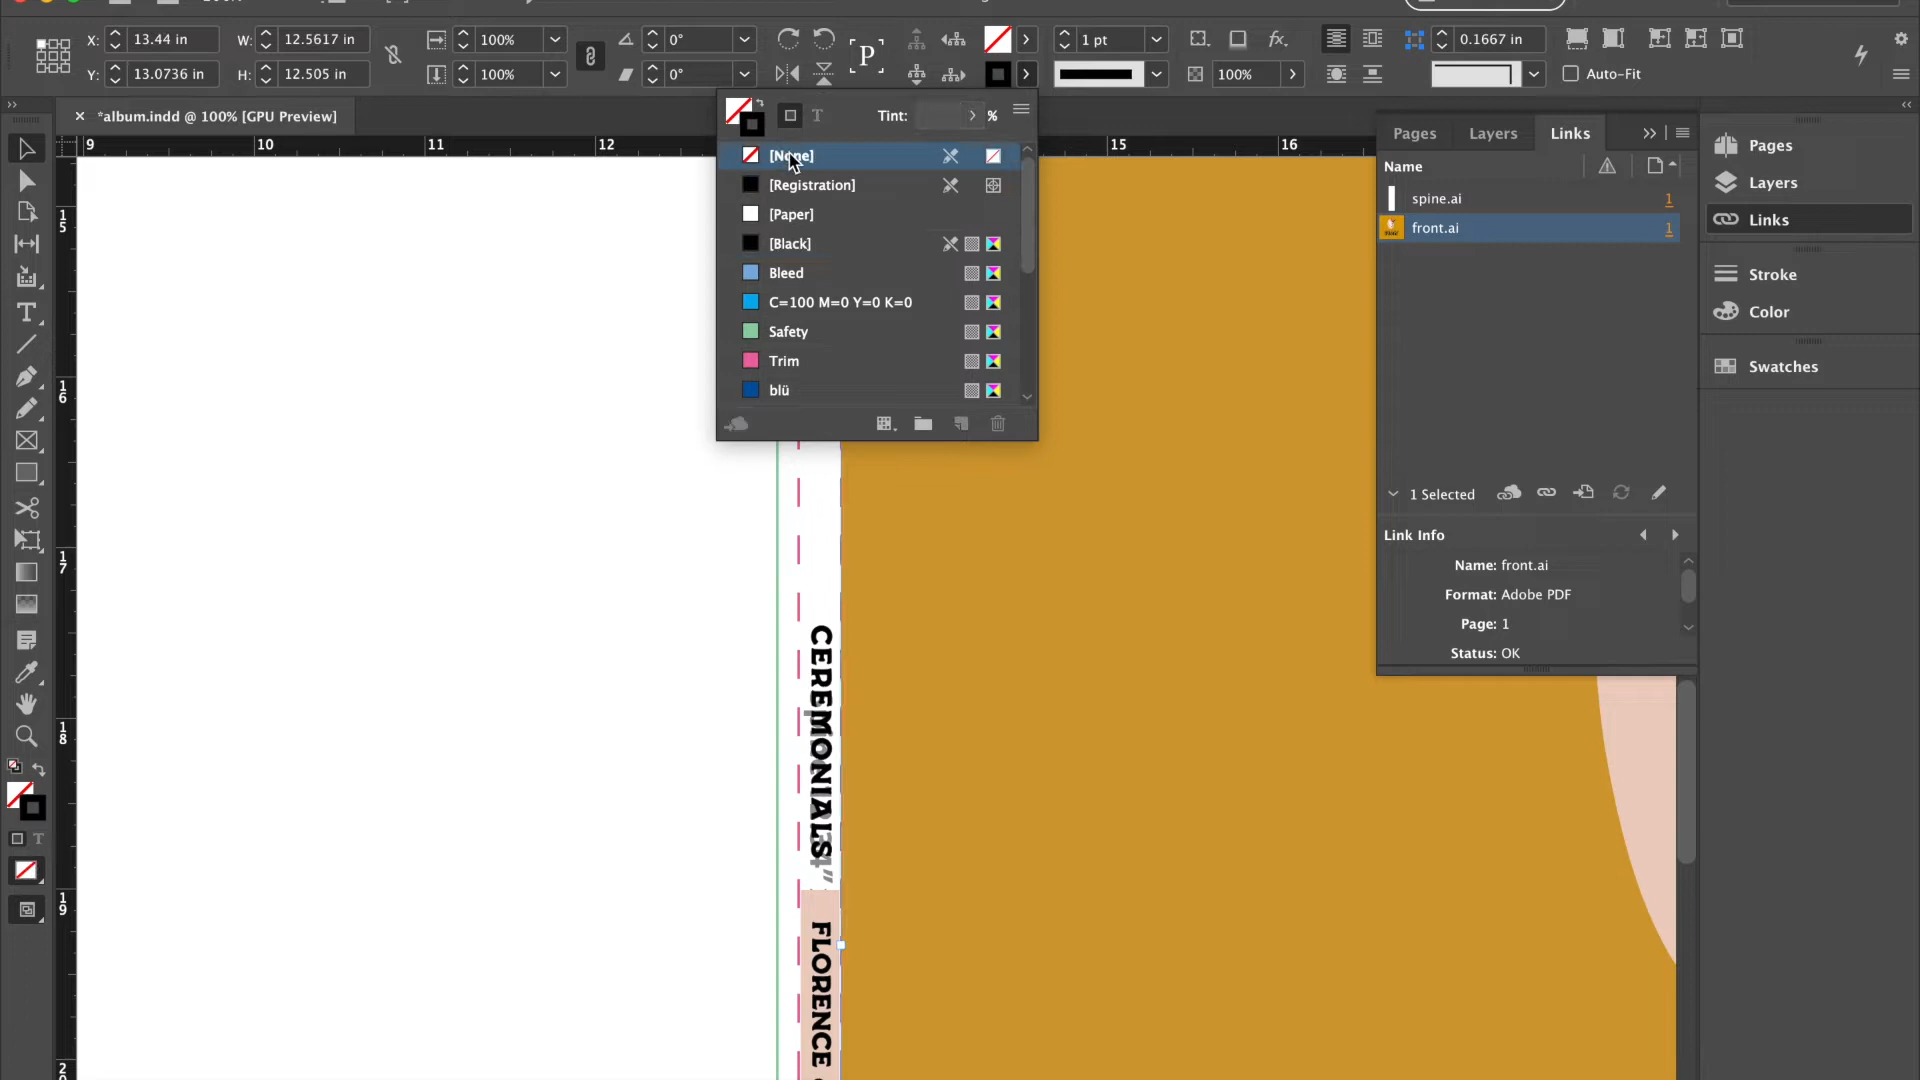 X: 13.44 in W: 12.5617 in 100% 0° P 1 pt fx. 0.1667 in
Y: 13.0736 in H: 12.505 in 100% 0° 100% Auto-Fit
*album.indd @ 100% [GPU Preview]
9 10 11 12 15 16
15
16
17
18
19
T
Tint: %
[None]
[Registration]
[Paper]
[Black]
Bleed
C=100 M=0 Y=0 K=0
Safety
Trim
blü
CEREMONIALS
FLORENCE
Pages Layers Links
Name
spine.ai 1
front.ai 1
1 Selected
Link Info
Name: front.ai
Format: Adobe PDF
Page: 1
Status: OK
Pages
Layers
Links
Stroke
Color
Swatches
T
T